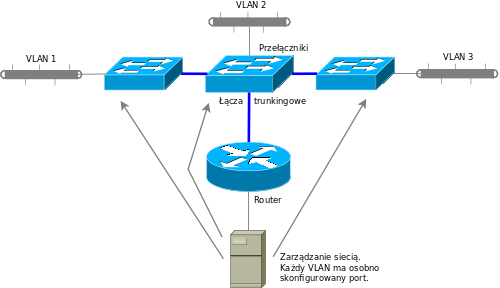 VLAN 2
Przełączniki
VLAN 1
VLAN 3
Łącza trunkingowe
Router
Zarządzanie siecią.
Każdy VLAN ma osobno
skonfigurowany port.